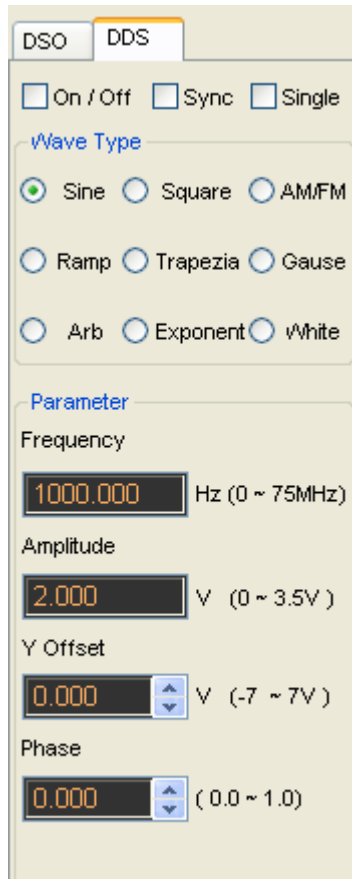 DSO DDS
On / Off Sync Single
Wave Type
Sine Square AM/FM
Ramp Trapezia Gause
Arb Exponent White
Parameter
Frequency
1000.000 Hz (0 ~ 75MHz)
Amplitude
2.000 V (0 ~ 3.5V )
Y Offset
0.000 V (-7 ~ 7V )
Phase
0.000 ( 0.0 ~ 1.0)